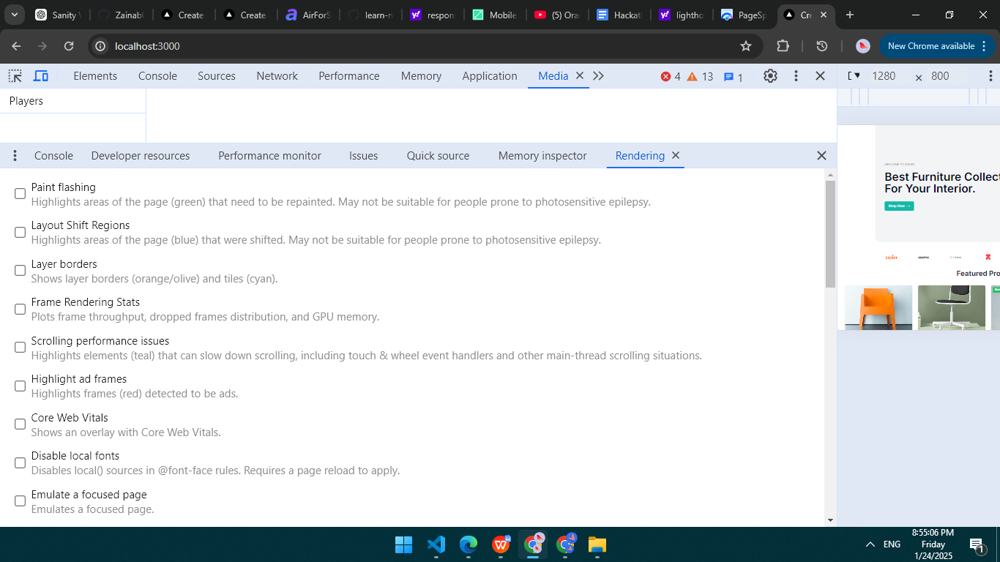 Sanity
Zainab
Create
Create
AirForS
learn-n
respon
Mobile
(5) Ora
Hackat
lightho
PageSp
Cre
localhost:3000
New Chrome available
Elements Console Sources Network Performance Memory Application Media 4 13 1 1280 × 800
Players
Console Developer resources Performance monitor Issues Quick source Memory inspector Rendering
Paint flashing
Highlights areas of the page (green) that need to be repainted. May not be suitable for people prone to photosensitive epilepsy.
Layout Shift Regions
Highlights areas of the page (blue) that were shifted. May not be suitable for people prone to photosensitive epilepsy.
Layer borders
Shows layer borders (orange/olive) and tiles (cyan).
Frame Rendering Stats
Plots frame throughput, dropped frames distribution, and GPU memory.
Scrolling performance issues
Highlights elements (teal) that can slow down scrolling, including touch & wheel event handlers and other main-thread scrolling situations.
Highlight ad frames
Highlights frames (red) detected to be ads.
Core Web Vitals
Shows an overlay with Core Web Vitals.
Disable local fonts
Disables local() sources in @font-face rules. Requires a page reload to apply.
Emulate a focused page
Emulates a focused page.
WELCOME TO CHAIRY
Best Furniture Collec
For Your Interior.
Shop Now
zapier
Featured Pro
ENG
8:55:06 PM
Friday
1/24/2025
1